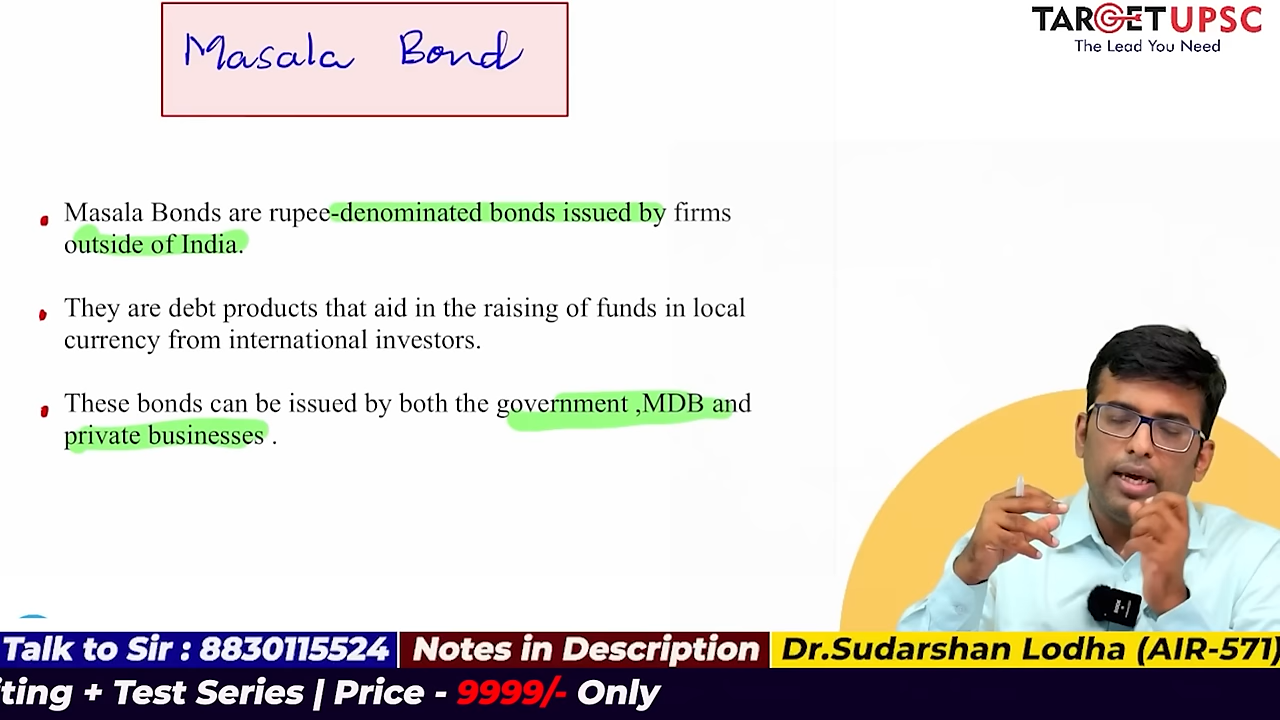 Masala Bond
TARGET UPSC
The Lead You Need
Masala Bonds are rupee-denominated bonds issued by firms
outside of India.
They are debt products that aid in the raising of funds in local
currency from international investors.
These bonds can be issued by both the government ,MDB and
private businesses .
Talk to Sir : 8830115524
Notes in Description
Dr.Sudarshan Lodha (AIR-571)
iting + Test Series | Price - 9999/- Only